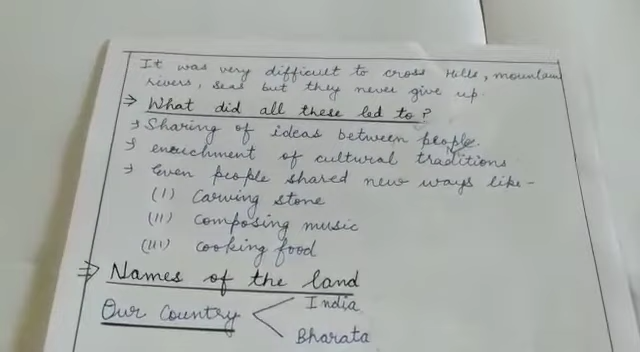 It was very difficult to cross Hills, mountain
rivers, seas but they never give up.
⇒ What did all these led to?
→ Sharing of ideas between people.
→ enrichment of cultural traditions
→ Even people shared new ways like -
(I) Carving stone
(II) composing music
(III) cooking food
⇒ Names of the land
Our Country < India
Bharata